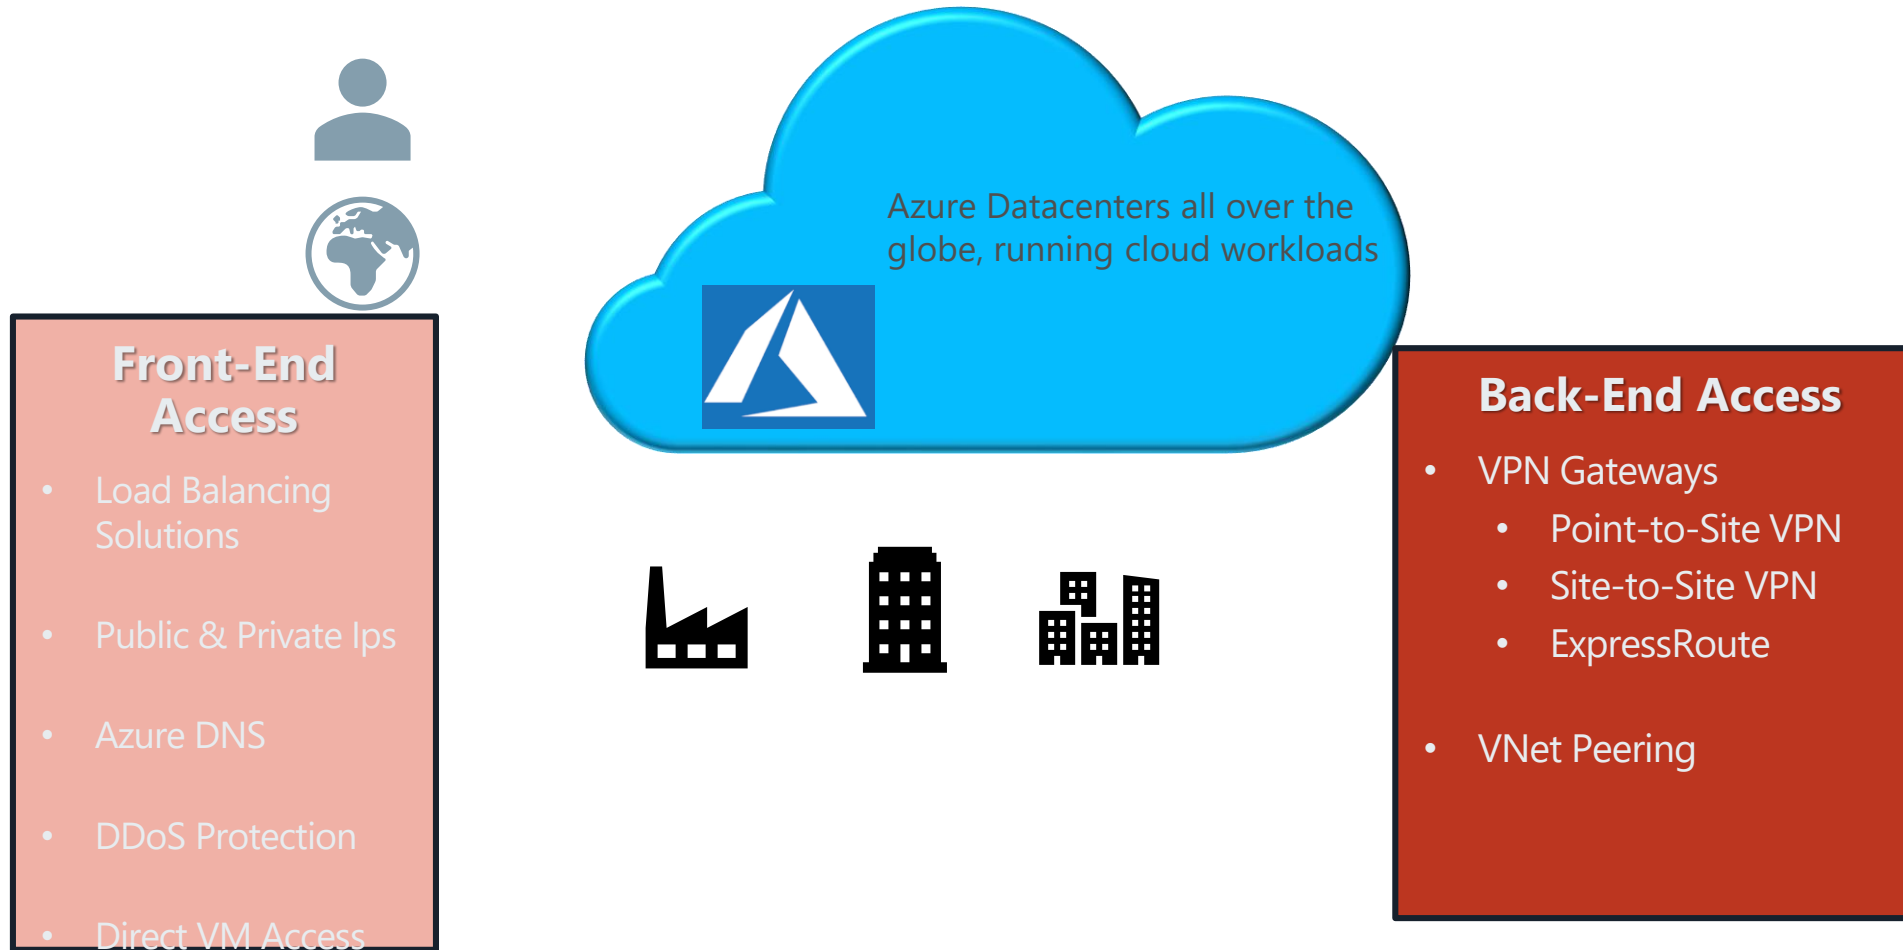 Azure Datacenters all over the
globe, running cloud workloads
Front-End
Access
• Load Balancing
Solutions
• Public & Private Ips
• Azure DNS
• DDoS Protection
• Direct VM Access
Back-End Access
• VPN Gateways
• Point-to-Site VPN
• Site-to-Site VPN
• ExpressRoute
• VNet Peering